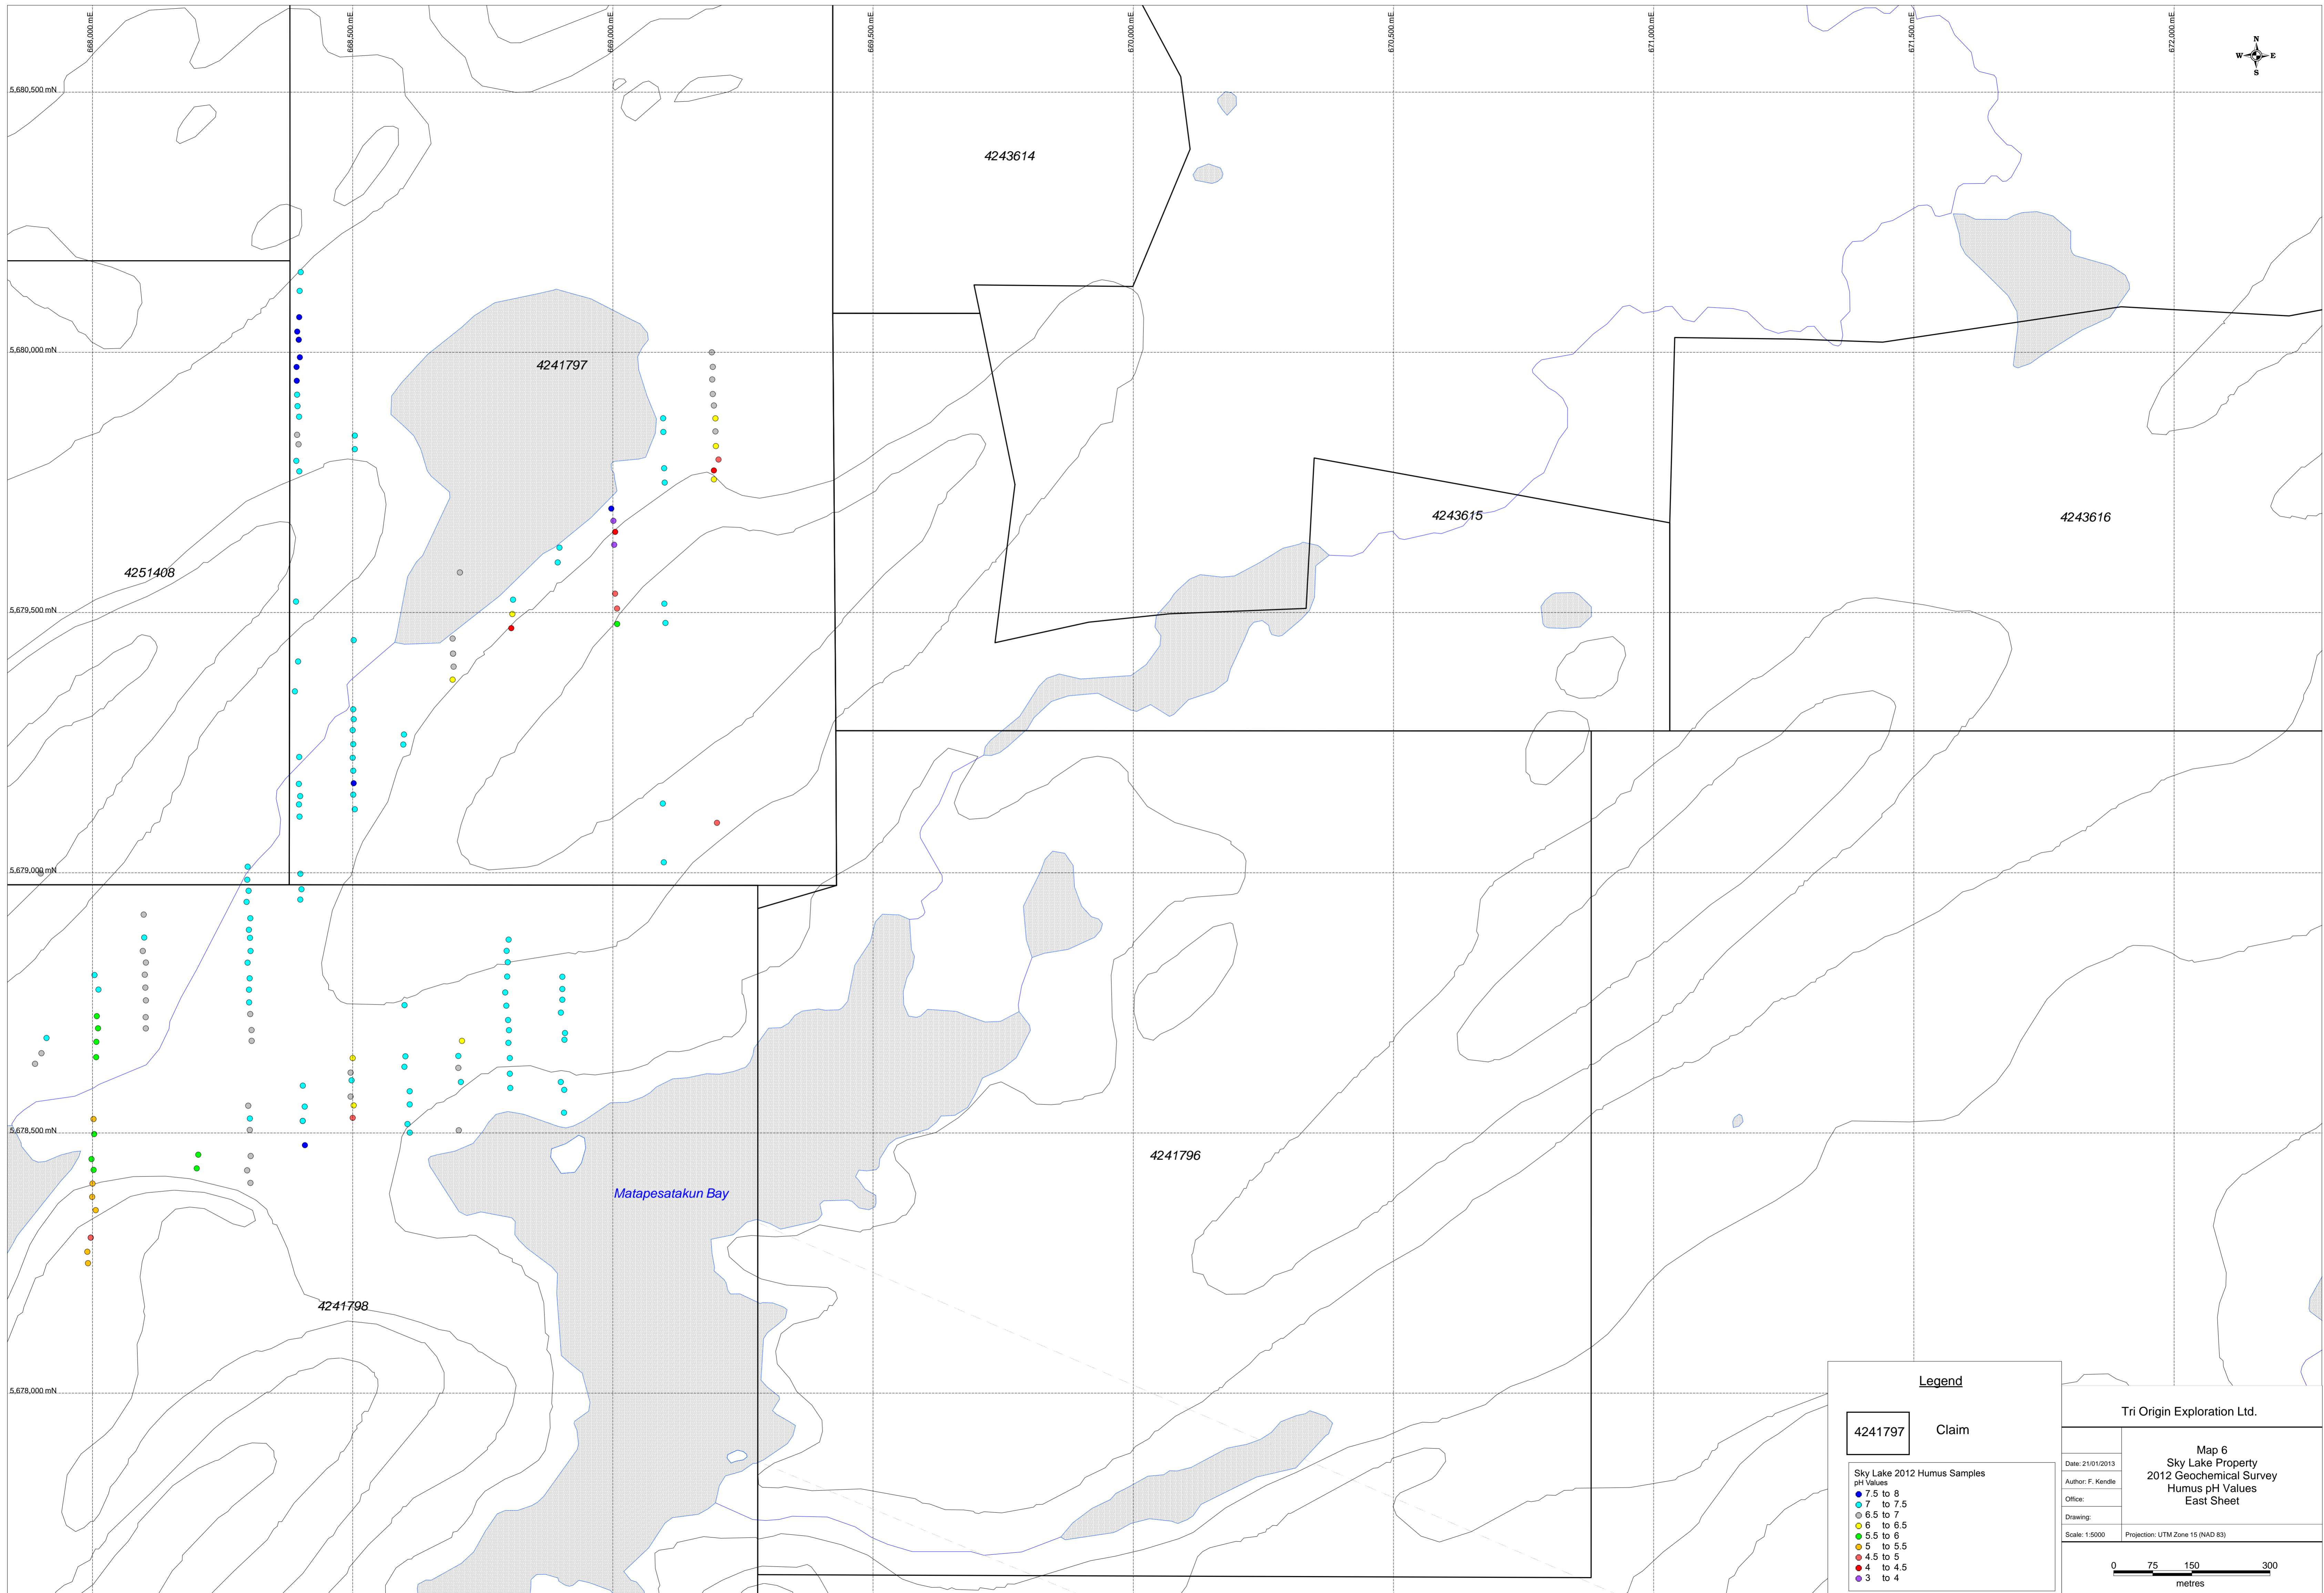 668,000 mE
668,500 mE
669,000 mE
669,500 mE
670,000 mE
670,500 mE
671,000 mE
671,500 mE
672,000 mE
N
W E
S
5,680,500 mN
4243614
5,680,000 mN
4241797
4243615
4243616
4251408
5,679,500 mN
5,679,000 mN
5,678,500 mN
4241796
Matapesatakun Bay
4241798
5,678,000 mN
Legend
4241797 Claim
Sky Lake 2012 Humus Samples
pH Values
7.5 to 8
7 to 7.5
6.5 to 7
6 to 6.5
5.5 to 6
5 to 5.5
4.5 to 5
4 to 4.5
3 to 4
Tri Origin Exploration Ltd.
Date: 21/01/2013
Author: F. Kendle
Office:
Drawing:
Scale: 1:5000
Map 6
Sky Lake Property
2012 Geochemical Survey
Humus pH Values
East Sheet
Projection: UTM Zone 15 (NAD 83)
0 75 150 300
metres